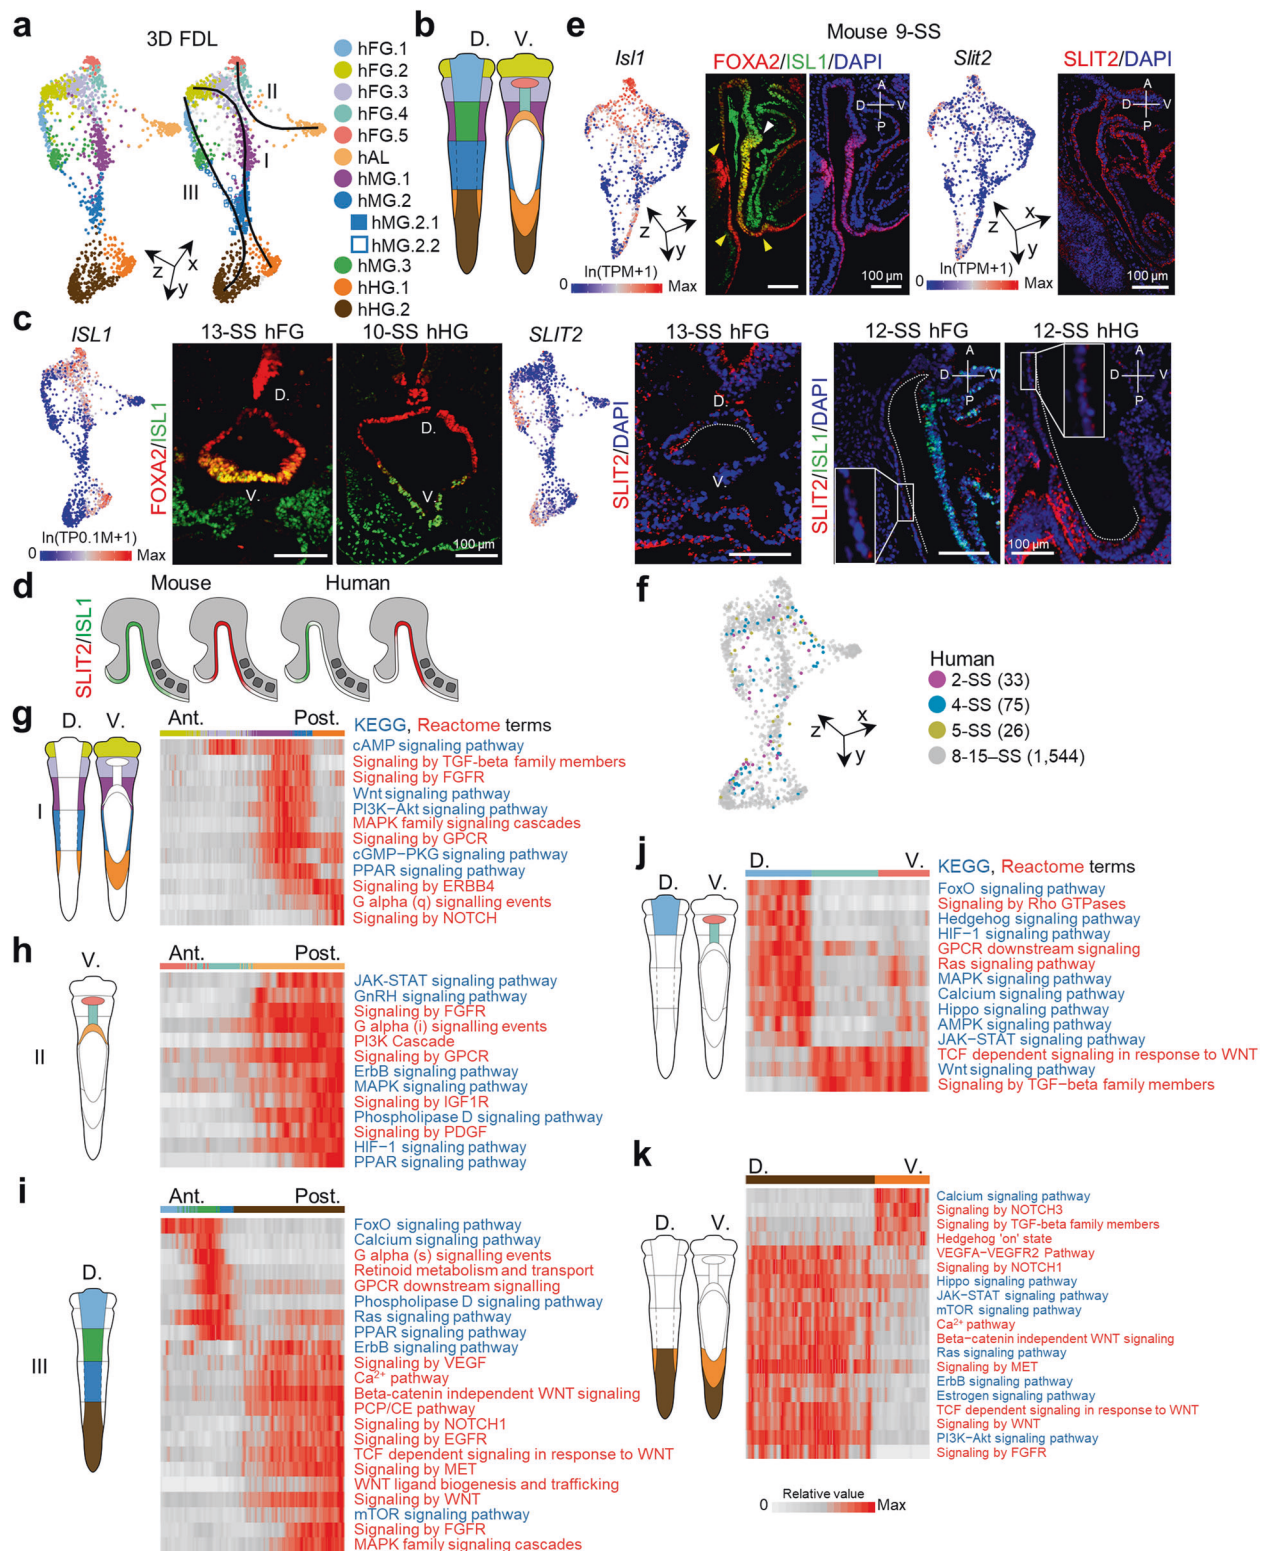 a
3D FDL
II
I
III
x
z
y
hFG.1
hFG.2
hFG.3
hFG.4
hFG.5
hAL
hMG.1
hMG.2
hMG.2.1
hMG.2.2
hMG.3
hHG.1
hHG.2
b
D. V.
e
Mouse 9-SS
Isl1
FOXA2/ISL1/DAPI
Slit2
SLIT2/DAPI
A
D V
P
A
D V
P
x
z
y
x
z
y
ln(TPM+1)
0 Max
100 µm
ln(TPM+1)
0 Max
100 µm
c
ISL1
13-SS hFG
10-SS hHG
SLIT2
13-SS hFG
12-SS hFG
12-SS hHG
FOXA2/ISL1
D.
V.
D.
V.
100 µm
SLIT2/DAPI
D.
V.
SLIT2/ISL1/DAPI
A
D V
P
A
D V
P
100 µm
ln(TP0.1M+1)
0 Max
d
Mouse Human
SLIT2/ISL1
f
x
z
y
Human
2-SS (33)
4-SS (75)
5-SS (26)
8-15–SS (1,544)
g
D. V.
I
Ant. Post.
KEGG, Reactome terms
cAMP signaling pathway
Signaling by TGF-beta family members
Signaling by FGFR
Wnt signaling pathway
PI3K-Akt signaling pathway
MAPK family signaling cascades
Signaling by GPCR
cGMP−PKG signaling pathway
PPAR signaling pathway
Signaling by ERBB4
G alpha (q) signalling events
Signaling by NOTCH
h
V.
II
JAK-STAT signaling pathway
GnRH signaling pathway
Signaling by FGFR
G alpha (i) signalling events
PI3K Cascade
Signaling by GPCR
ErbB signaling pathway
MAPK signaling pathway
Signaling by IGF1R
Phospholipase D signaling pathway
Signaling by PDGF
HIF−1 signaling pathway
PPAR signaling pathway
i
D.
III
Ant. Post.
FoxO signaling pathway
Calcium signaling pathway
G alpha (s) signalling events
Retinoid metabolism and transport
GPCR downstream signalling
Phospholipase D signaling pathway
Ras signaling pathway
PPAR signaling pathway
ErbB signaling pathway
Signaling by VEGF
Ca2+ pathway
Beta-catenin independent WNT signaling
PCP/CE pathway
Signaling by NOTCH1
Signaling by EGFR
TCF dependent signaling in response to WNT
Signaling by MET
WNT ligand biogenesis and trafficking
Signaling by WNT
mTOR signaling pathway
Signaling by FGFR
MAPK family signaling cascades
j
D. V.
D. V.
KEGG, Reactome terms
FoxO signaling pathway
Signaling by Rho GTPases
Hedgehog signaling pathway
HIF−1 signaling pathway
GPCR downstream signaling
Ras signaling pathway
MAPK signaling pathway
Calcium signaling pathway
Hippo signaling pathway
AMPK signaling pathway
JAK−STAT signaling pathway
TCF dependent signaling in response to WNT
Wnt signaling pathway
Signaling by TGF−beta family members
k
D. V.
D. V.
Calcium signaling pathway
Signaling by NOTCH3
Signaling by TGF-beta family members
Hedgehog 'on' state
VEGFA−VEGFR2 Pathway
Signaling by NOTCH1
Hippo signaling pathway
JAK-STAT signaling pathway
mTOR signaling pathway
Ca2+ pathway
Beta−catenin independent WNT signaling
Ras signaling pathway
Signaling by MET
ErbB signaling pathway
Estrogen signaling pathway
TCF dependent signaling in response to WNT
Signaling by WNT
PI3K−Akt signaling pathway
Signaling by FGFR
Relative value
0 Max